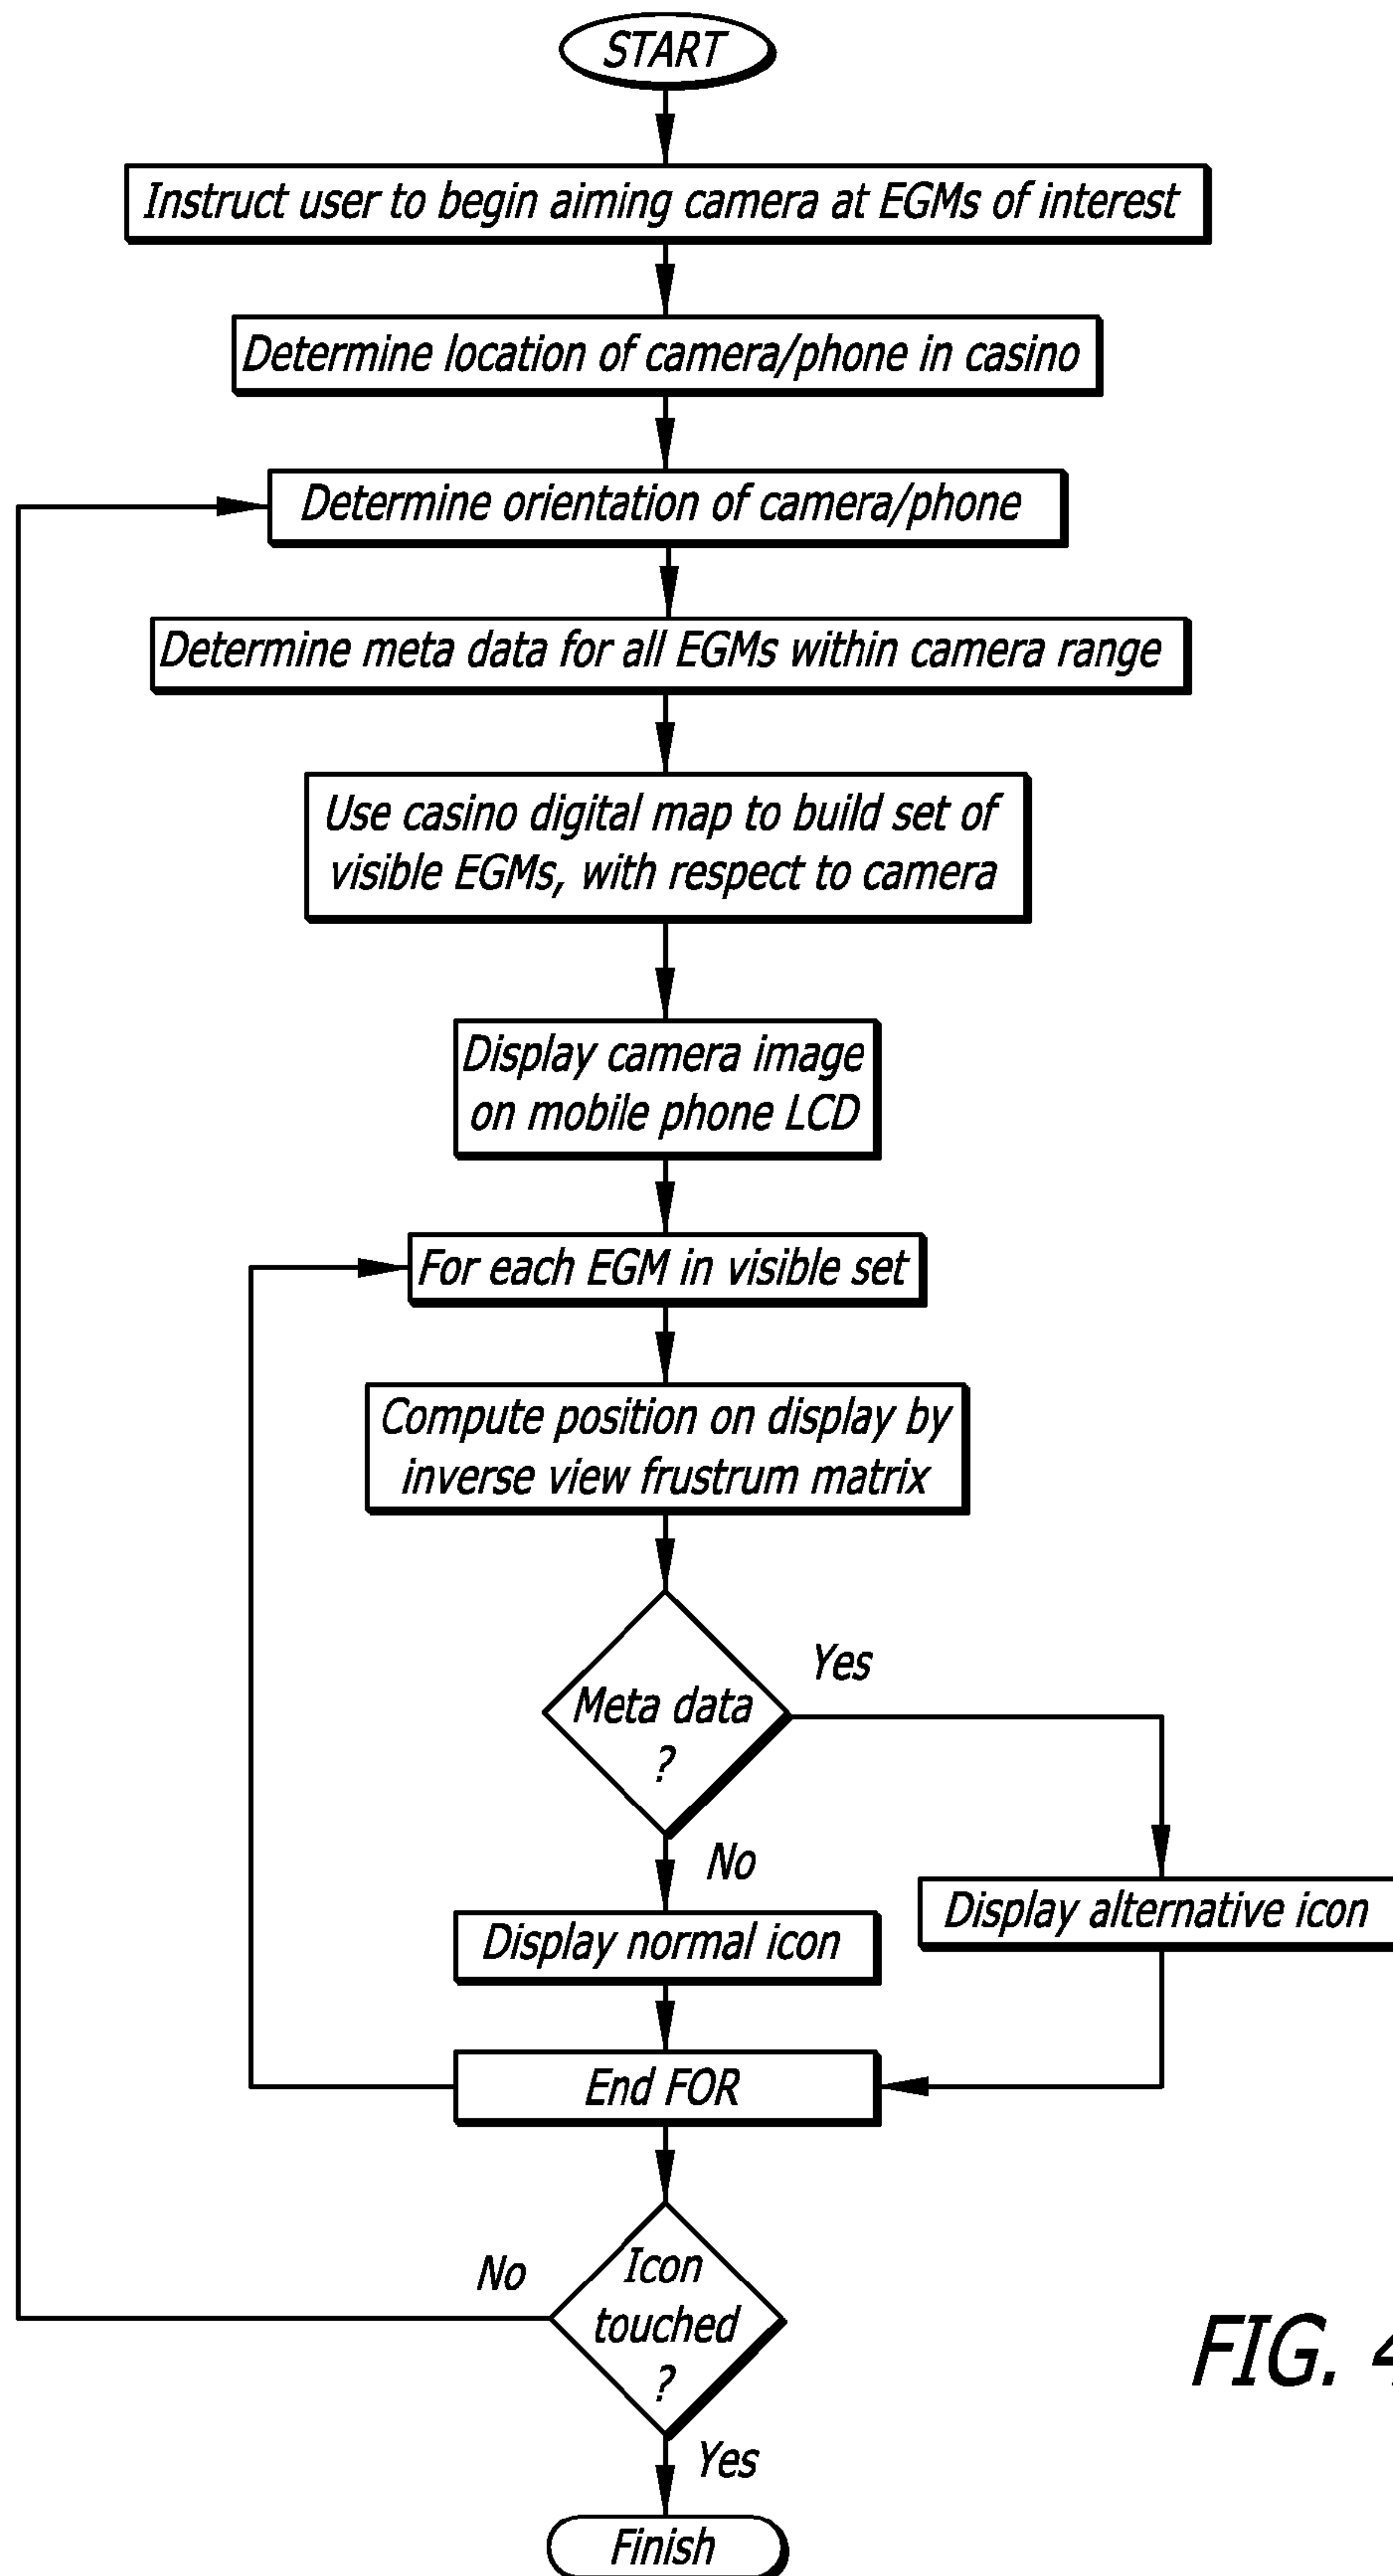 START
Instruct user to begin aiming camera at EGMs of interest
Determine location of camera/phone in casino
Determine orientation of camera/phone
Determine meta data for all EGMs within camera range
Use casino digital map to build set of
visible EGMs, with respect to camera
Display camera image
on mobile phone LCD
For each EGM in visible set
Compute position on display by
inverse view frustrum matrix
Yes
Meta data
?
No
Display alternative icon
Display normal icon
End FOR
No
Icon
touched
?
FIG. 4
Yes
Finish